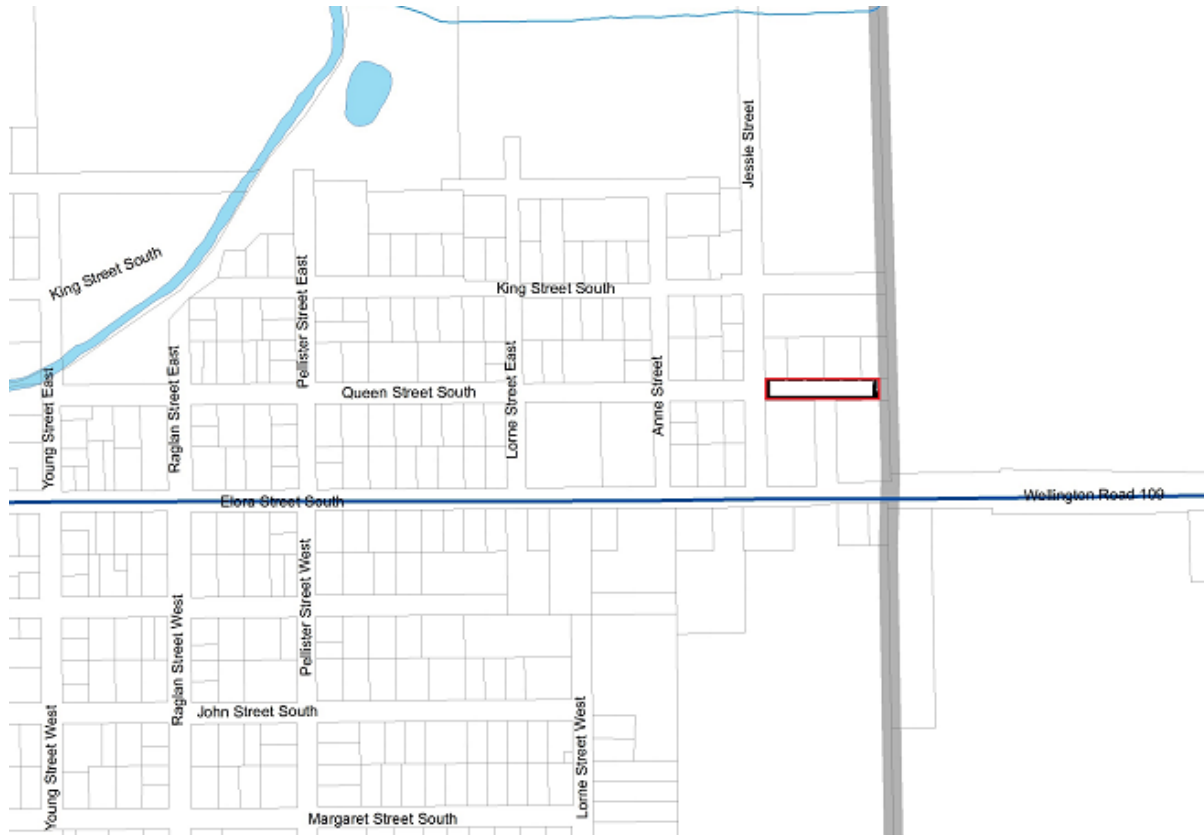 Jessie Street
King Street South
King Street South
Pellister Street East
Queen Street South
Young Street East
Raglan Street East
Lorne Street East
Anne Street
Elora Street South
Wellington Road 109
Raglan Street West
Pellister Street West
Young Street West
John Street South
Lorne Street West
Margaret Street South